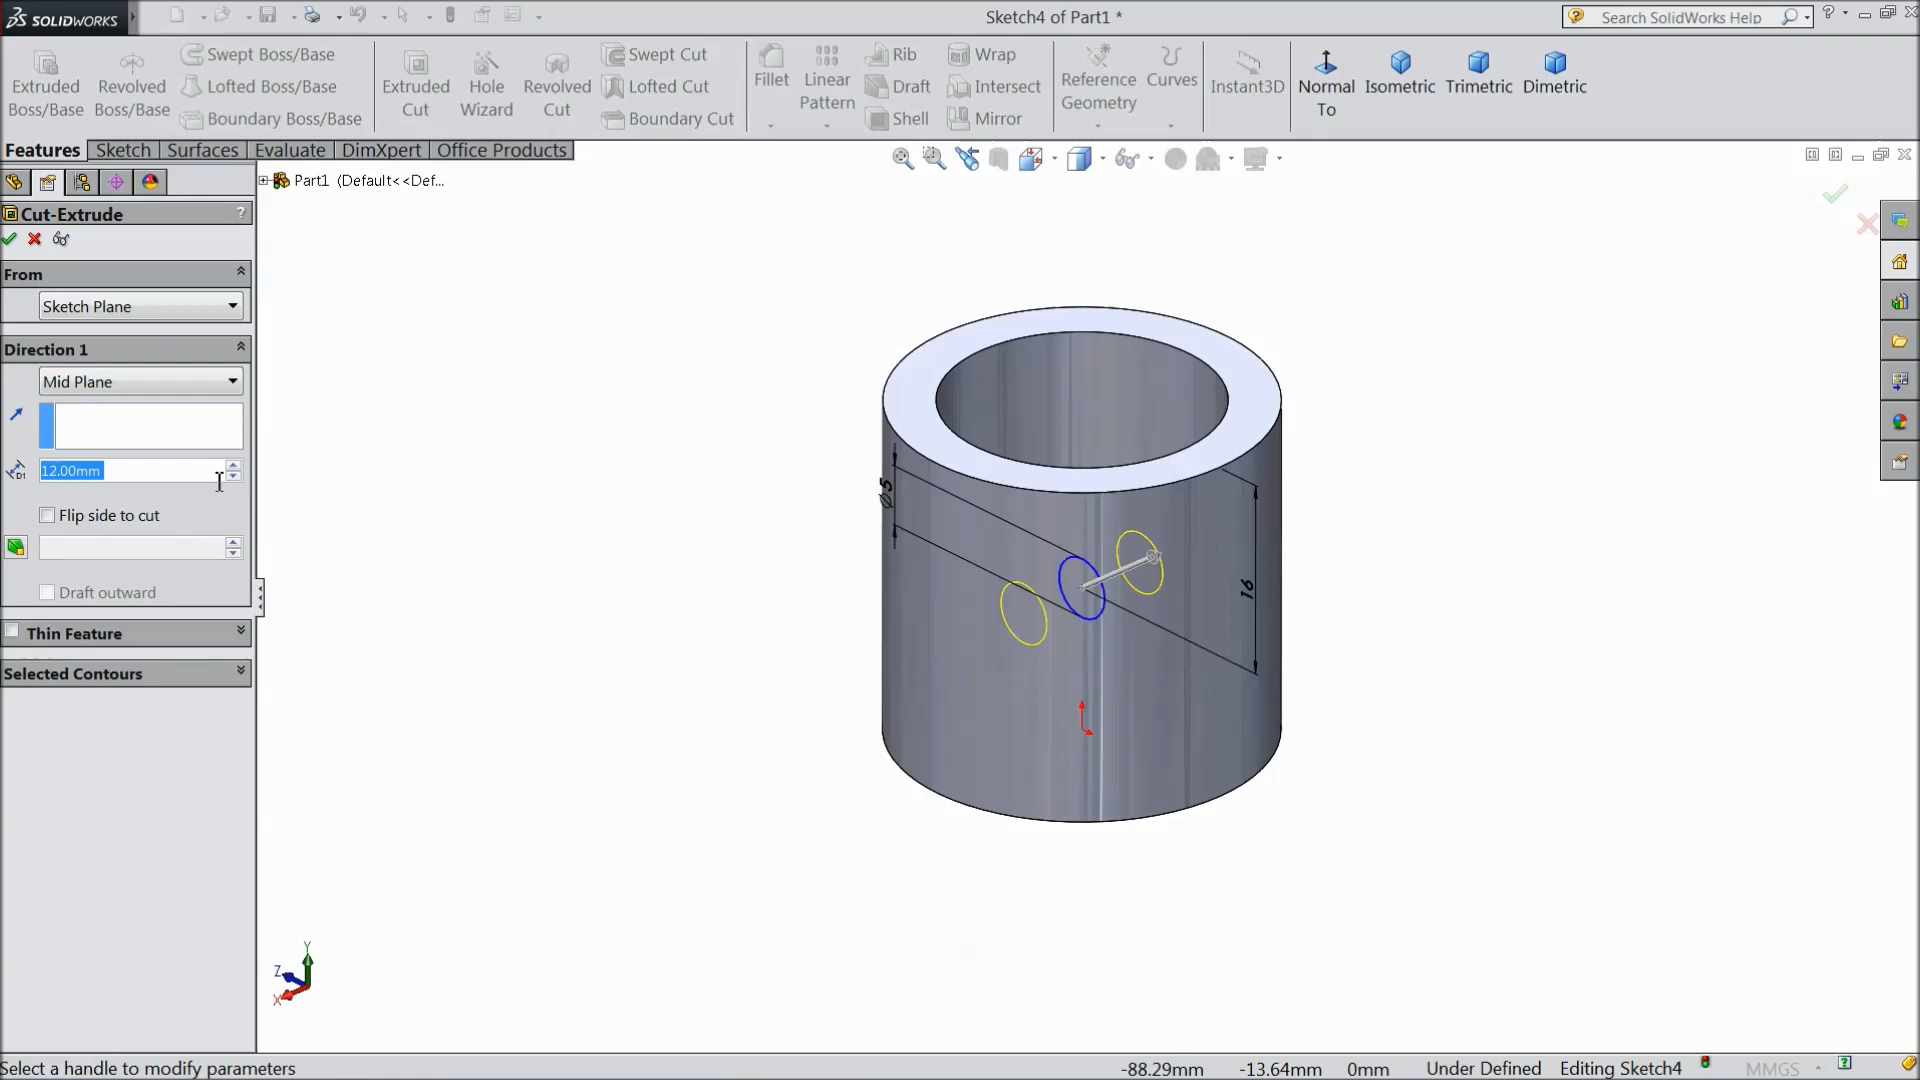 SOLIDWORKS
Sketch4 of Part1 *
Search SolidWorks Help
Extruded Boss/Base
Revolved Boss/Base
Swept Boss/Base
Lofted Boss/Base
Boundary Boss/Base
Extruded Cut
Hole Wizard
Revolved Cut
Swept Cut
Lofted Cut
Boundary Cut
Fillet
Linear Pattern
Rib
Draft
Shell
Wrap
Intersect
Mirror
Reference Geometry
Curves
Instant3D
Normal To
Isometric
Trimetric
Dimetric
Features
Sketch
Surfaces
Evaluate
DimXpert
Office Products
Part1 (Default<<Def...
Cut-Extrude
?
From
Sketch Plane
Direction 1
Mid Plane
D1
12.00mm
Flip side to cut
Draft outward
Thin Feature
Selected Contours
⌀5
16
Y
Z
X
Select a handle to modify parameters
-88.29mm
-13.64mm
0mm
Under Defined
Editing Sketch4
MMGS